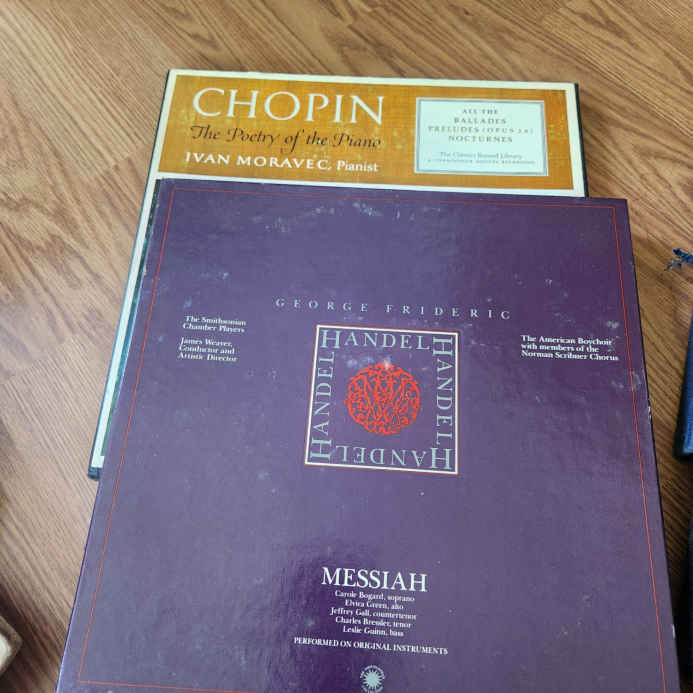 CHOPIN
The Poetry of the Piano
IVAN MORAVEC, Pianist
ALL THE
BALLADES
PRELUDES (OPUS 28)
NOCTURNES
The Classics Record Library
GEORGE FRIDERIC
The Smithsonian
Chamber Players
James Weaver,
Conductor and
Artistic Director
HANDEL
HANDEL
HANDEL
HANDEL
The American Boychoir
with members of the
Norman Scribner Chorus
MESSIAH
Carole Bogard, soprano
Elvira Green, alto
Jeffrey Gall, countertenor
Charles Bressler, tenor
Leslie Guinn, bass
PERFORMED ON ORIGINAL INSTRUMENTS